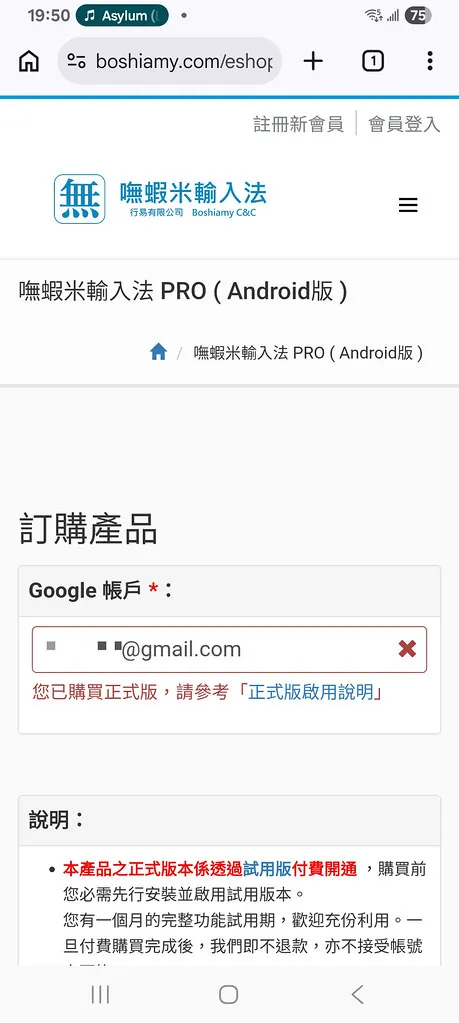 19:50 Asylum (L 75
boshiamy.com/eshop 1
註冊新會員 會員登入
無 嘸蝦米輸入法
行易有限公司 Boshiamy C&C
嘸蝦米輸入法 PRO ( Android版 )
/ 嘸蝦米輸入法 PRO ( Android版 )
訂購產品
Google 帳戶 *：
@gmail.com
您已購買正式版，請參考「正式版啟用說明」
說明：
• 本產品之正式版本係透過試用版付費開通 ，購買前
您必需先行安裝並啟用試用版本。
您有一個月的完整功能試用期，歡迎充份利用。一
旦付費購買完成後，我們即不退款，亦不接受帳號